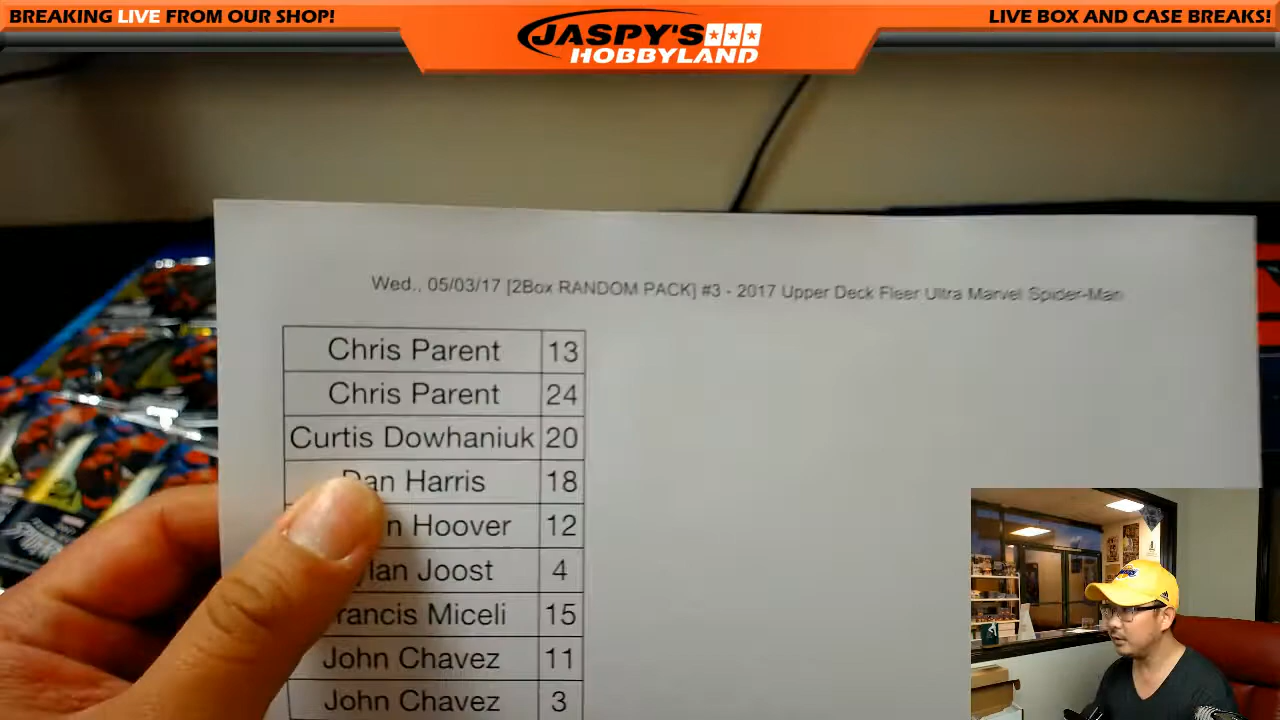 BREAKING LIVE FROM OUR SHOP!
JASPY'S
HOBBYLAND
LIVE BOX AND CASE BREAKS!
Wed., 05/03/17 [2Box RANDOM PACK] #3 - 2017 Upper Deck Fleer Ultra Marvel Spider-Man
Chris Parent 13
Chris Parent 24
Curtis Dowhaniuk 20
Dan Harris 18
Hoover 12
Joost 4
Miceli 15
John Chavez 11
John Chavez 3